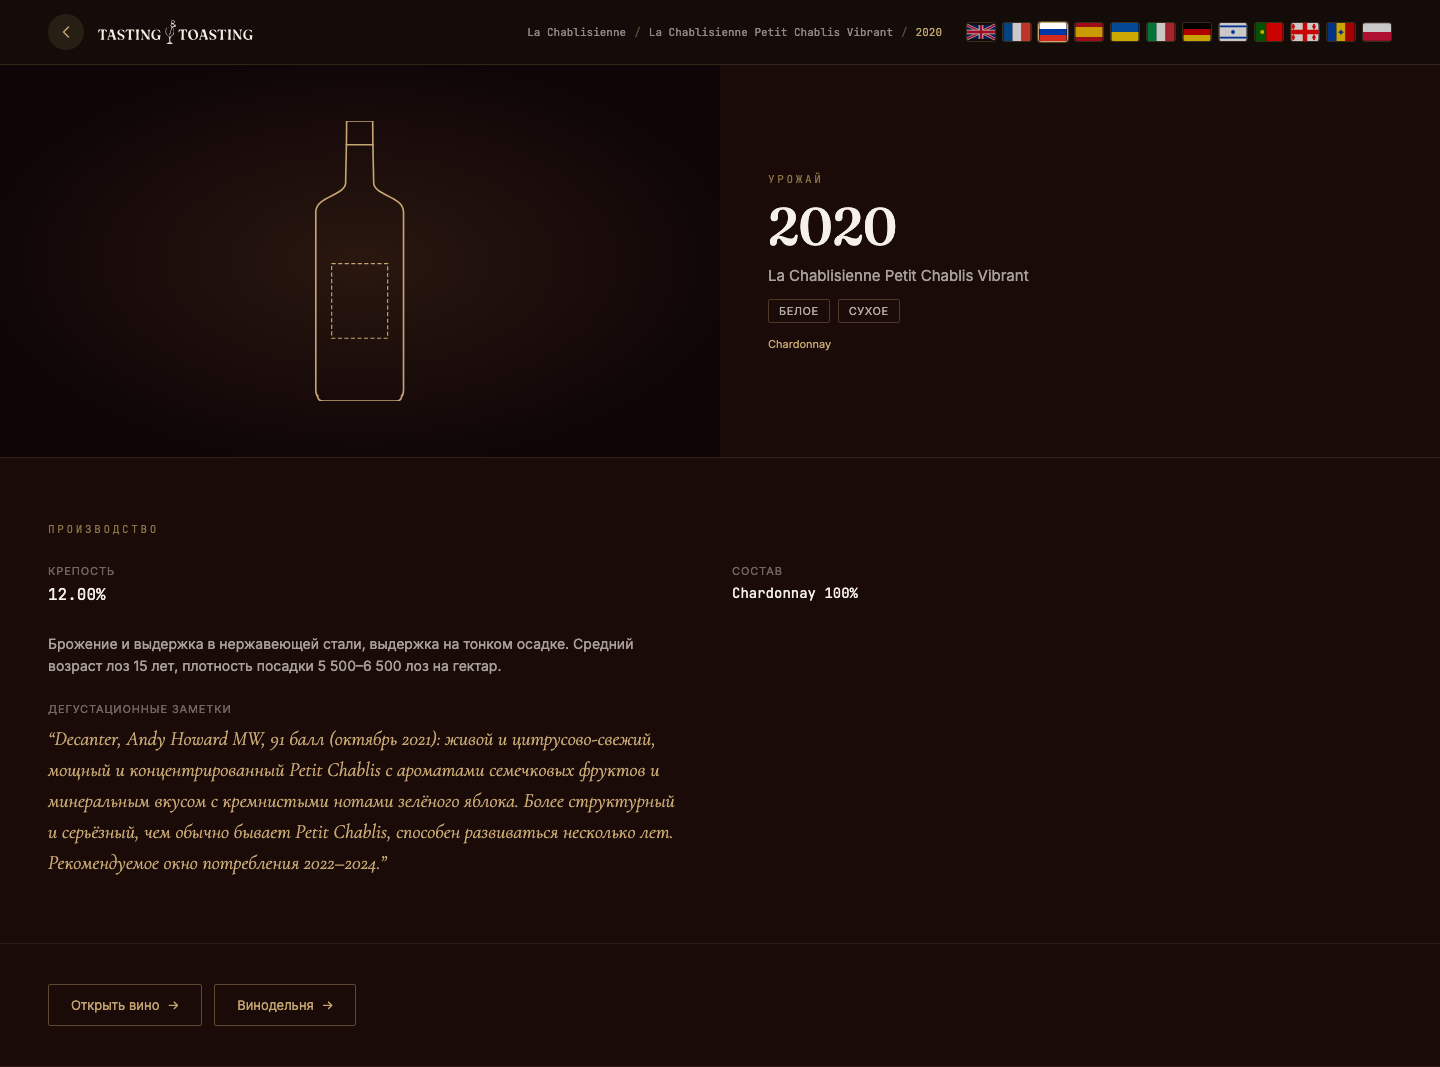 TASTING TOASTING
La Chablisienne / La Chablisienne Petit Chablis Vibrant / 2020
УРОЖАЙ
2020
La Chablisienne Petit Chablis Vibrant
БЕЛОЕ СУХОЕ
Chardonnay
ПРОИЗВОДСТВО
КРЕПОСТЬ
12.00%
СОСТАВ
Chardonnay 100%
Брожение и выдержка в нержавеющей стали, выдержка на тонком осадке. Средний
возраст лоз 15 лет, плотность посадки 5 500–6 500 лоз на гектар.
ДЕГУСТАЦИОННЫЕ ЗАМЕТКИ
“Decanter, Andy Howard MW, 91 балл (октябрь 2021): живой и цитрусово-свежий,
мощный и концентрированный Petit Chablis с ароматами семечковых фруктов и
минеральным вкусом с кремнистыми нотами зелёного яблока. Более структурный
и серьёзный, чем обычно бывает Petit Chablis, способен развиваться несколько лет.
Рекомендуемое окно потребления 2022–2024.”
Открыть вино →
Винодельня →